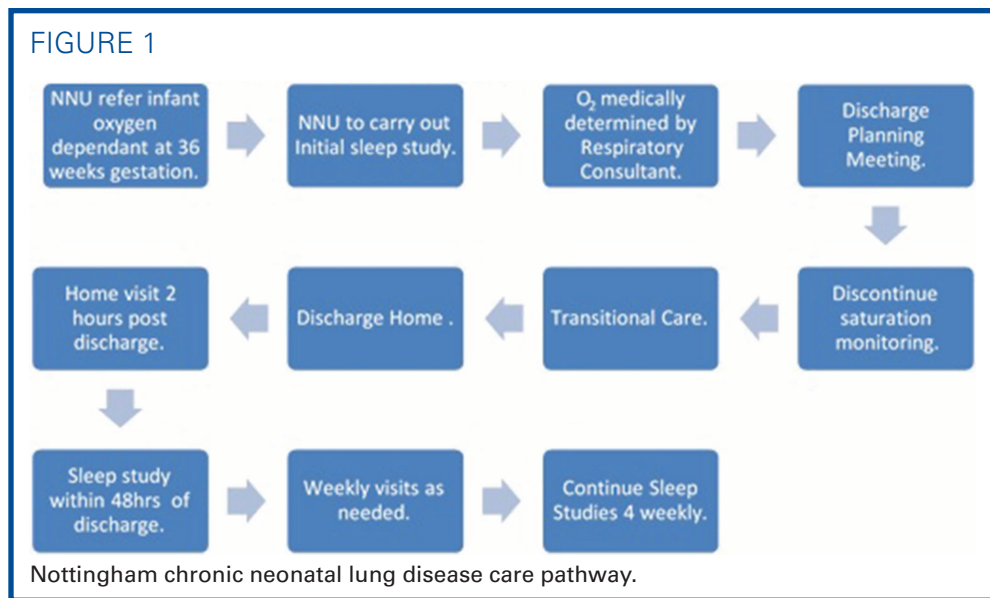 FIGURE 1
NNU refer infant
oxygen
dependant at 36
weeks gestation.
NNU to carry out
Initial sleep study.
O₂ medically
determined by
Respiratory
Consultant.
Discharge
Planning
Meeting.
Discontinue
saturation
monitoring.
Transitional Care.
Discharge Home .
Home visit 2
hours post
discharge.
Sleep study
within 48hrs of
discharge.
Weekly visits as
needed.
Continue Sleep
Studies 4 weekly.
Nottingham chronic neonatal lung disease care pathway.